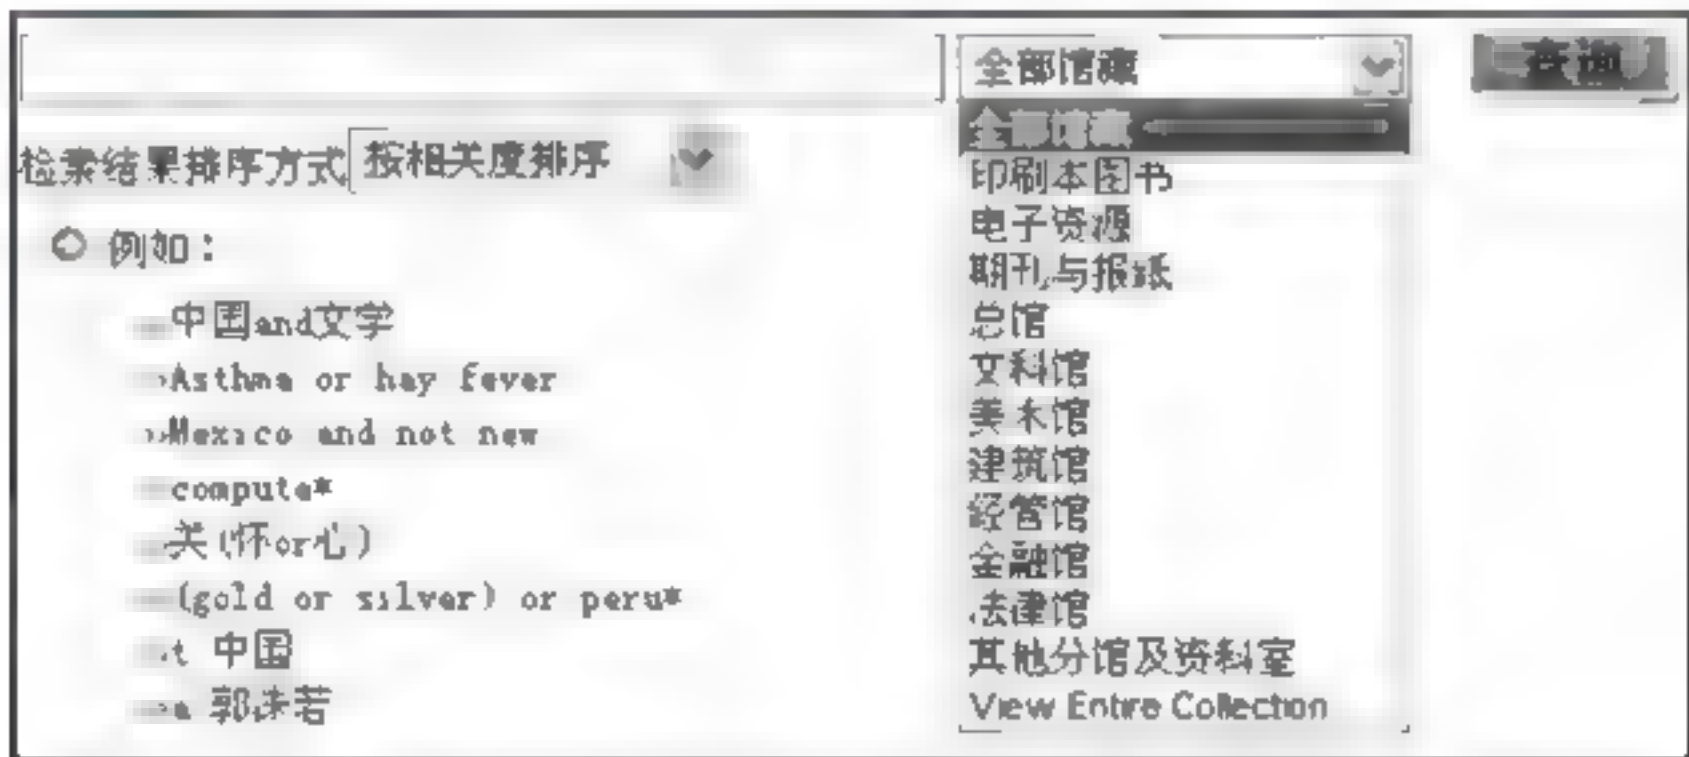 全部馆藏
查询
检索结果排序方式 按相关度排序
例如：
中国and文学
Asthma or hay fever
Mexico and not new
compute*
关(怀or心)
(gold or silver) or peru*
t 中国
a 郭沫若
全部馆藏
印刷本图书
电子资源
期刊与报纸
总馆
文科馆
美术馆
建筑馆
经管馆
金融馆
法律馆
其他分馆及资料室
View Entire Collection